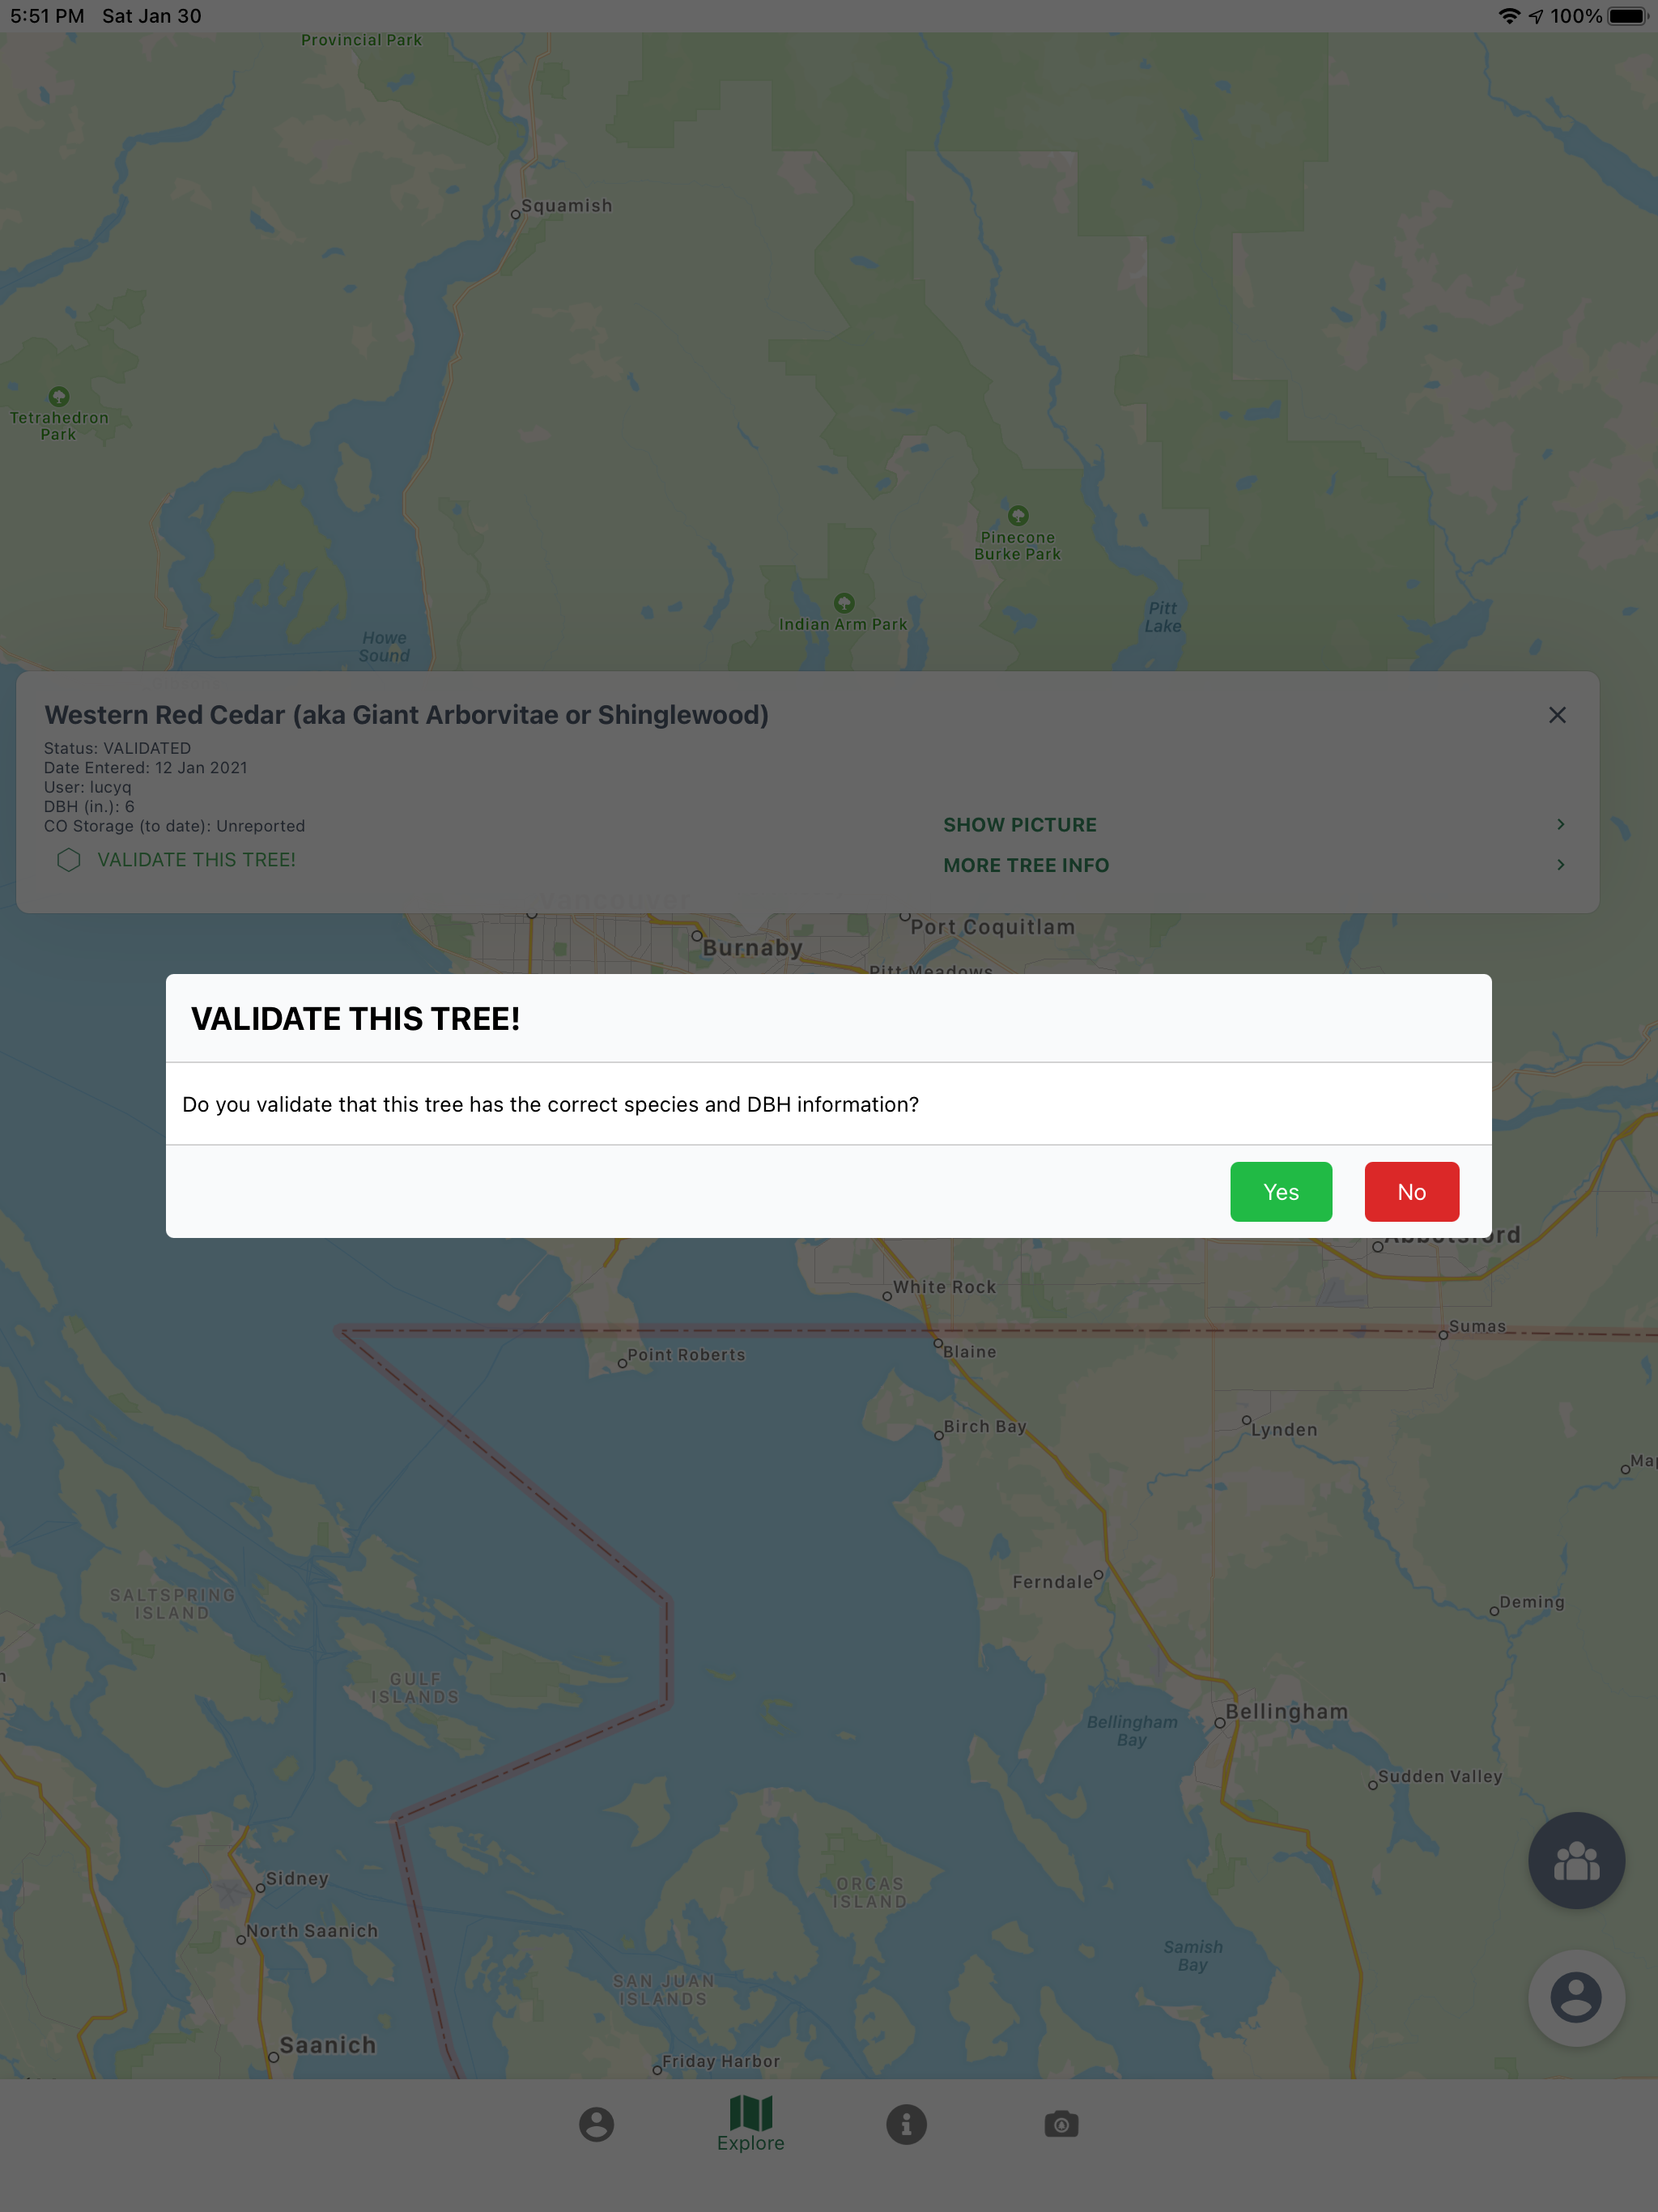 5:51 PM Sat Jan 30
100%
Provincial Park
Squamish
Tetrahedron
Park
Pinecone
Burke Park
Indian Arm Park
Pitt
Lake
Howe
Sound
Western Red Cedar (aka Giant Arborvitae or Shinglewood)
Status: VALIDATED
Date Entered: 12 Jan 2021
User: lucyq
DBH (in.): 6
CO Storage (to date): Unreported
VALIDATE THIS TREE!
SHOW PICTURE
MORE TREE INFO
Vancouver
Port Coquitlam
Burnaby
Pitt Meadows
VALIDATE THIS TREE!
Do you validate that this tree has the correct species and DBH information?
Yes
No
Abbotsford
White Rock
Sumas
Blaine
Point Roberts
Birch Bay
Lynden
Ma
Ferndale
SALTSPRING
ISLAND
Deming
GULF
ISLANDS
Bellingham
Bellingham
Bay
Sudden Valley
Sidney
ORCAS
ISLAND
North Saanich
Samish
Bay
SAN JUAN
ISLANDS
Saanich
Friday Harbor
Explore